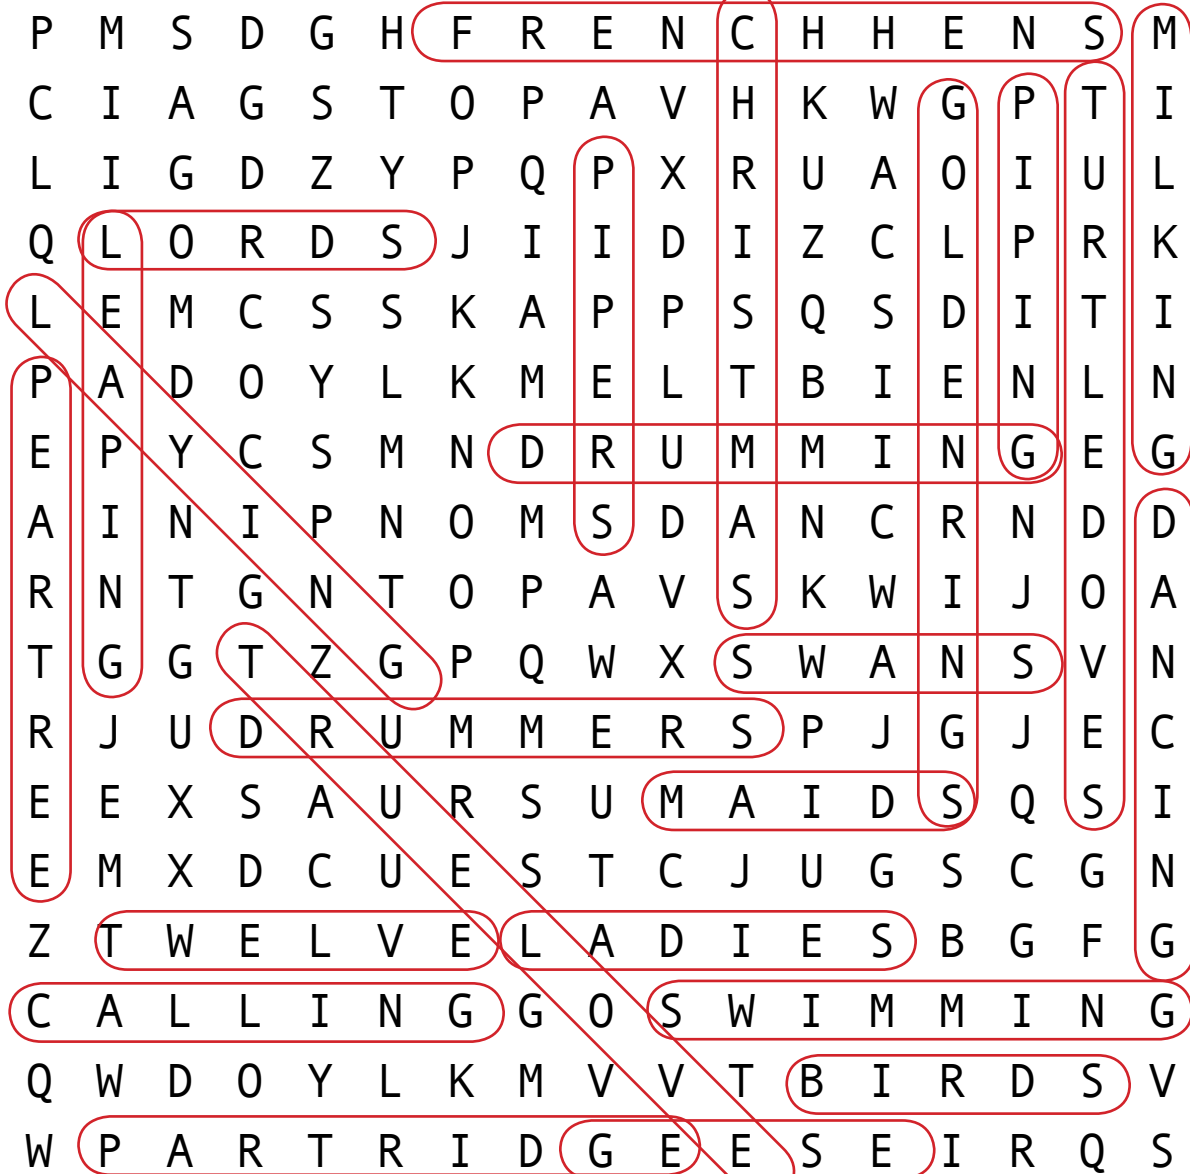 P M S D G H F R E N C H H E N S M
C I A G S T O P A V H K W G P T I
L I G D Z Y P Q P X R U A O I U L
Q L O R D S J I I D I Z C L P R K
L E M C S S K A P P S Q S D I T I
P A D O Y L K M E L T B I E N L N
E P Y C S M N D R U M M I N G E G
A I N I P N O M S D A N C R N D D
R N T G N T O P A V S K W I J O A
T G G T Z G P Q W X S W A N S V N
R J U D R U M M E R S P J G J E C
E E X S A U R S U M A I D S Q S I
E M X D C U E S T C J U G S C G N
Z T W E L V E L A D I E S B G F G
C A L L I N G G O S W I M M I N G
Q W D O Y L K M V V T B I R D S V
W P A R T R I D G E E S E I R Q S